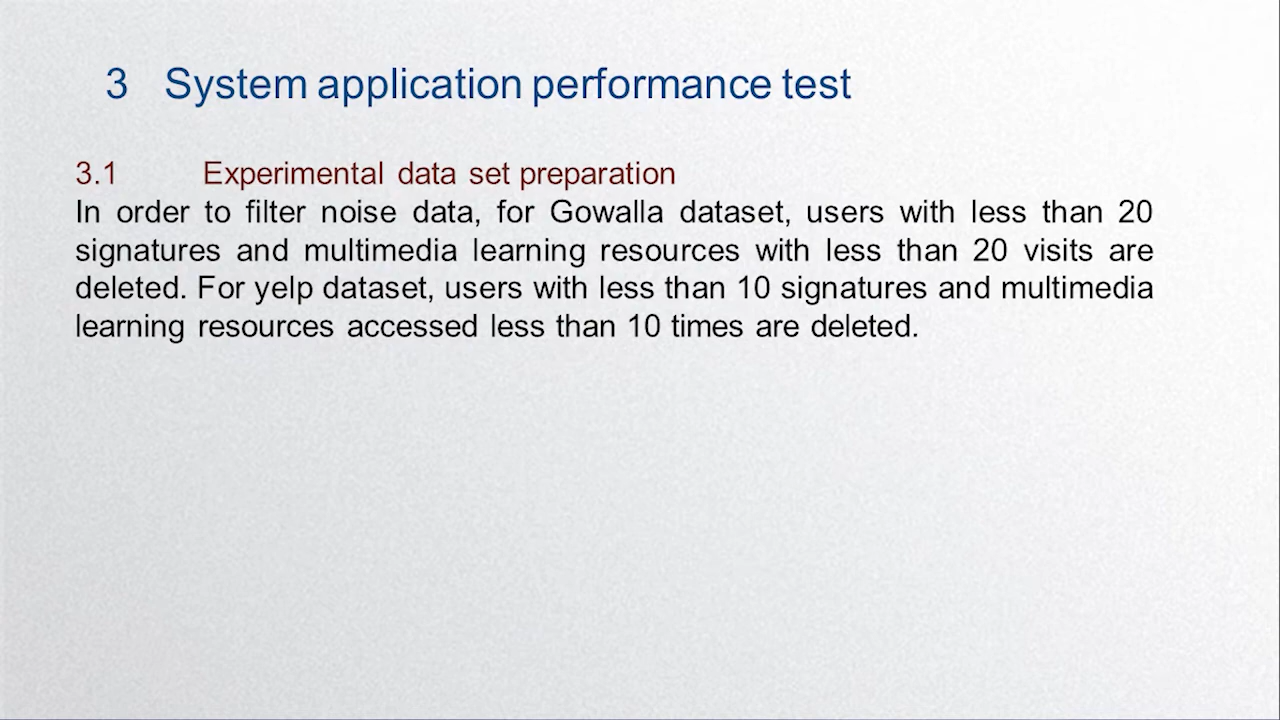 3 System application performance test
3.1 Experimental data set preparation
In order to filter noise data, for Gowalla dataset, users with less than 20
signatures and multimedia learning resources with less than 20 visits are
deleted. For yelp dataset, users with less than 10 signatures and multimedia
learning resources accessed less than 10 times are deleted.